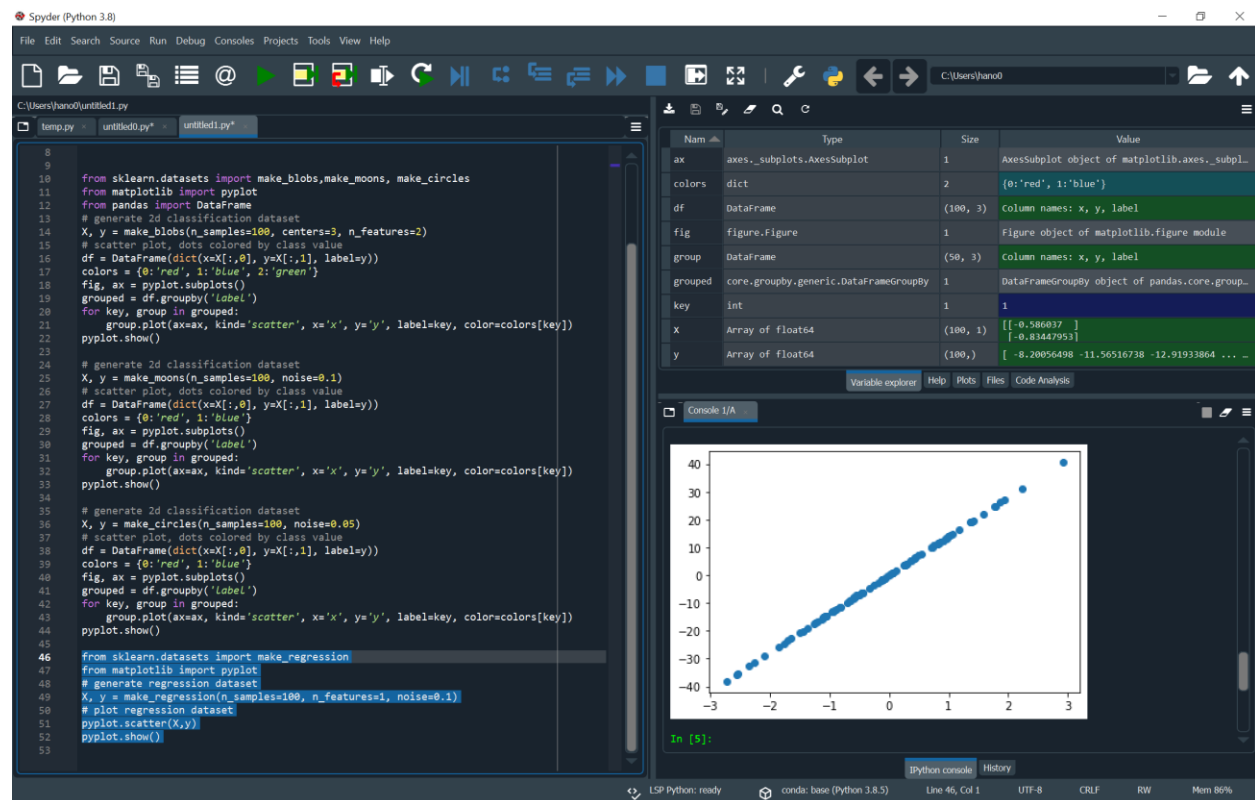 Spyder (Python 3.8)
File Edit Search Source Run Debug Consoles Projects Tools View Help
C:\Users\hano0
C:\Users\hano0\untitled1.py
temp.py untitled0.py* untitled1.py*
8
9
10 from sklearn.datasets import make_blobs,make_moons, make_circles
11 from matplotlib import pyplot
12 from pandas import DataFrame
13 # generate 2d classification dataset
14 X, y = make_blobs(n_samples=100, centers=3, n_features=2)
15 # scatter plot, dots colored by class value
16 df = DataFrame(dict(x=X[:,0], y=X[:,1], label=y))
17 colors = {0:'red', 1:'blue', 2:'green'}
18 fig, ax = pyplot.subplots()
19 grouped = df.groupby('label')
20 for key, group in grouped:
21 group.plot(ax=ax, kind='scatter', x='x', y='y', label=key, color=colors[key])
22 pyplot.show()
23
24 # generate 2d classification dataset
25 X, y = make_moons(n_samples=100, noise=0.1)
26 # scatter plot, dots colored by class value
27 df = DataFrame(dict(x=X[:,0], y=X[:,1], label=y))
28 colors = {0:'red', 1:'blue'}
29 fig, ax = pyplot.subplots()
30 grouped = df.groupby('label')
31 for key, group in grouped:
32 group.plot(ax=ax, kind='scatter', x='x', y='y', label=key, color=colors[key])
33 pyplot.show()
34
35 # generate 2d classification dataset
36 X, y = make_circles(n_samples=100, noise=0.05)
37 # scatter plot, dots colored by class value
38 df = DataFrame(dict(x=X[:,0], y=X[:,1], label=y))
39 colors = {0:'red', 1:'blue'}
40 fig, ax = pyplot.subplots()
41 grouped = df.groupby('label')
42 for key, group in grouped:
43 group.plot(ax=ax, kind='scatter', x='x', y='y', label=key, color=colors[key])
44 pyplot.show()
45
46 from sklearn.datasets import make_regression
47 from matplotlib import pyplot
48 # generate regression dataset
49 X, y = make_regression(n_samples=100, n_features=1, noise=0.1)
50 # plot regression dataset
51 pyplot.scatter(X,y)
52 pyplot.show()
53
Nam Type Size Value
ax axes._subplots.AxesSubplot 1 AxesSubplot object of matplotlib.axes._subpl…
colors dict 2 {0:'red', 1:'blue'}
df DataFrame (100, 3) Column names: x, y, label
fig figure.Figure 1 Figure object of matplotlib.figure module
group DataFrame (50, 3) Column names: x, y, label
grouped core.groupby.generic.DataFrameGroupBy 1 DataFrameGroupBy object of pandas.core.group…
key int 1 1
X Array of float64 (100, 1) [[-0.586037 ]
[-0.83447953]
y Array of float64 (100,) [ -8.20056498 -11.56516738 -12.91933864 ... …
Variable explorer Help Plots Files Code Analysis
Console 1/A
40
30
20
10
0
−10
−20
−30
−40
−3 −2 −1 0 1 2 3
In [5]:
IPython console History
LSP Python: ready conda: base (Python 3.8.5) Line 46, Col 1 UTF-8 CRLF RW Mem 86%